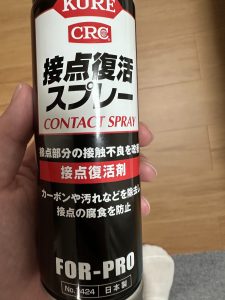 KURE
CRC
接点復活
スプレー
CONTACT SPRAY
接点部分の接触不良を改善
接点復活剤
カーボンや汚れなどを除去し
接点の腐食を防止
FOR-PRO
No.1424 日本製